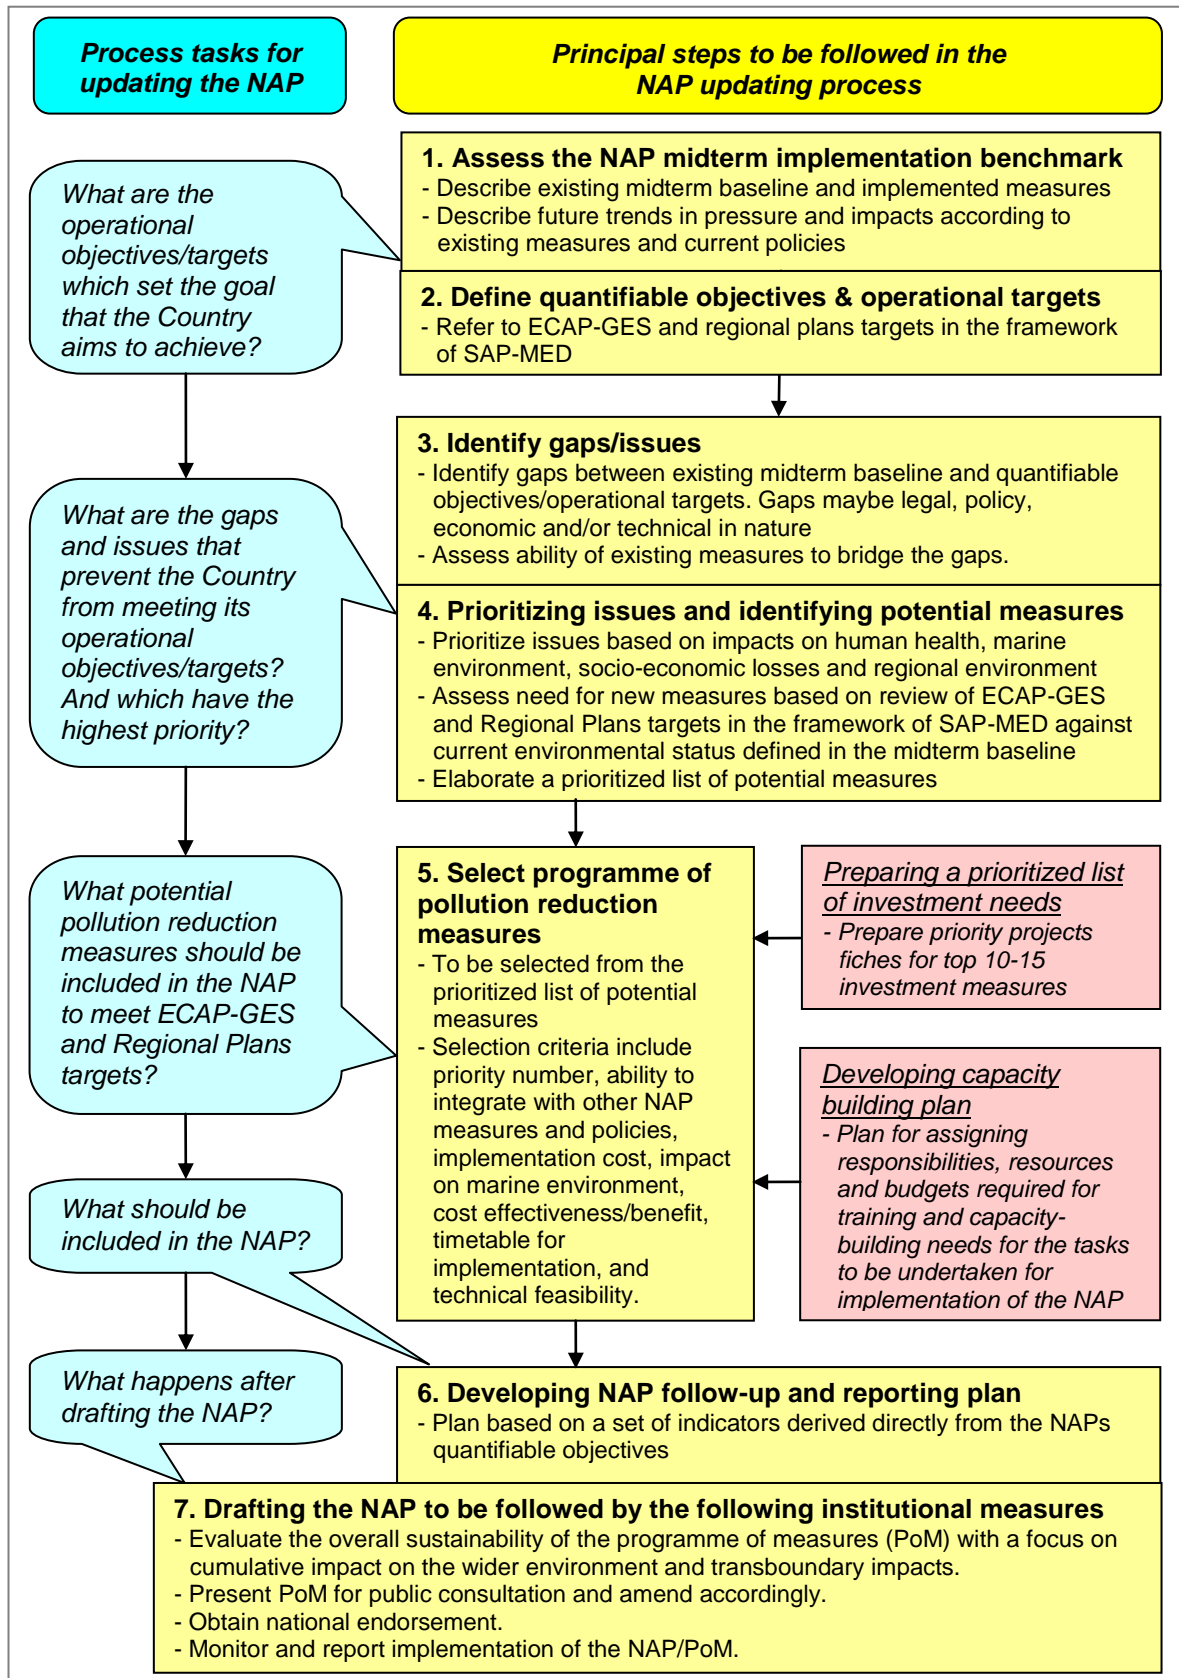 Process tasks for
updating the NAP
Principal steps to be followed in the
NAP updating process
What are the
operational
objectives/targets
which set the goal
that the Country
aims to achieve?
1. Assess the NAP midterm implementation benchmark
- Describe existing midterm baseline and implemented measures
- Describe future trends in pressure and impacts according to
existing measures and current policies
2. Define quantifiable objectives & operational targets
- Refer to ECAP-GES and regional plans targets in the framework
of SAP-MED
What are the gaps
and issues that
prevent the Country
from meeting its
operational
objectives/targets?
And which have the
highest priority?
3. Identify gaps/issues
- Identify gaps between existing midterm baseline and quantifiable
objectives/operational targets. Gaps maybe legal, policy,
economic and/or technical in nature
- Assess ability of existing measures to bridge the gaps.
4. Prioritizing issues and identifying potential measures
- Prioritize issues based on impacts on human health, marine
environment, socio-economic losses and regional environment
- Assess need for new measures based on review of ECAP-GES
and Regional Plans targets in the framework of SAP-MED against
current environmental status defined in the midterm baseline
- Elaborate a prioritized list of potential measures
What potential
pollution reduction
measures should be
included in the NAP
to meet ECAP-GES
and Regional Plans
targets?
5. Select programme of
pollution reduction
measures
- To be selected from the
prioritized list of potential
measures
- Selection criteria include
priority number, ability to
integrate with other NAP
measures and policies,
implementation cost, impact
on marine environment,
cost effectiveness/benefit,
timetable for
implementation, and
technical feasibility.
Preparing a prioritized list
of investment needs
- Prepare priority projects
fiches for top 10-15
investment measures
Developing capacity
building plan
- Plan for assigning
responsibilities, resources
and budgets required for
training and capacity-
building needs for the tasks
to be undertaken for
implementation of the NAP
What should be
included in the NAP?
What happens after
drafting the NAP?
6. Developing NAP follow-up and reporting plan
- Plan based on a set of indicators derived directly from the NAPs
quantifiable objectives
7. Drafting the NAP to be followed by the following institutional measures
- Evaluate the overall sustainability of the programme of measures (PoM) with a focus on
cumulative impact on the wider environment and transboundary impacts.
- Present PoM for public consultation and amend accordingly.
- Obtain national endorsement.
- Monitor and report implementation of the NAP/PoM.